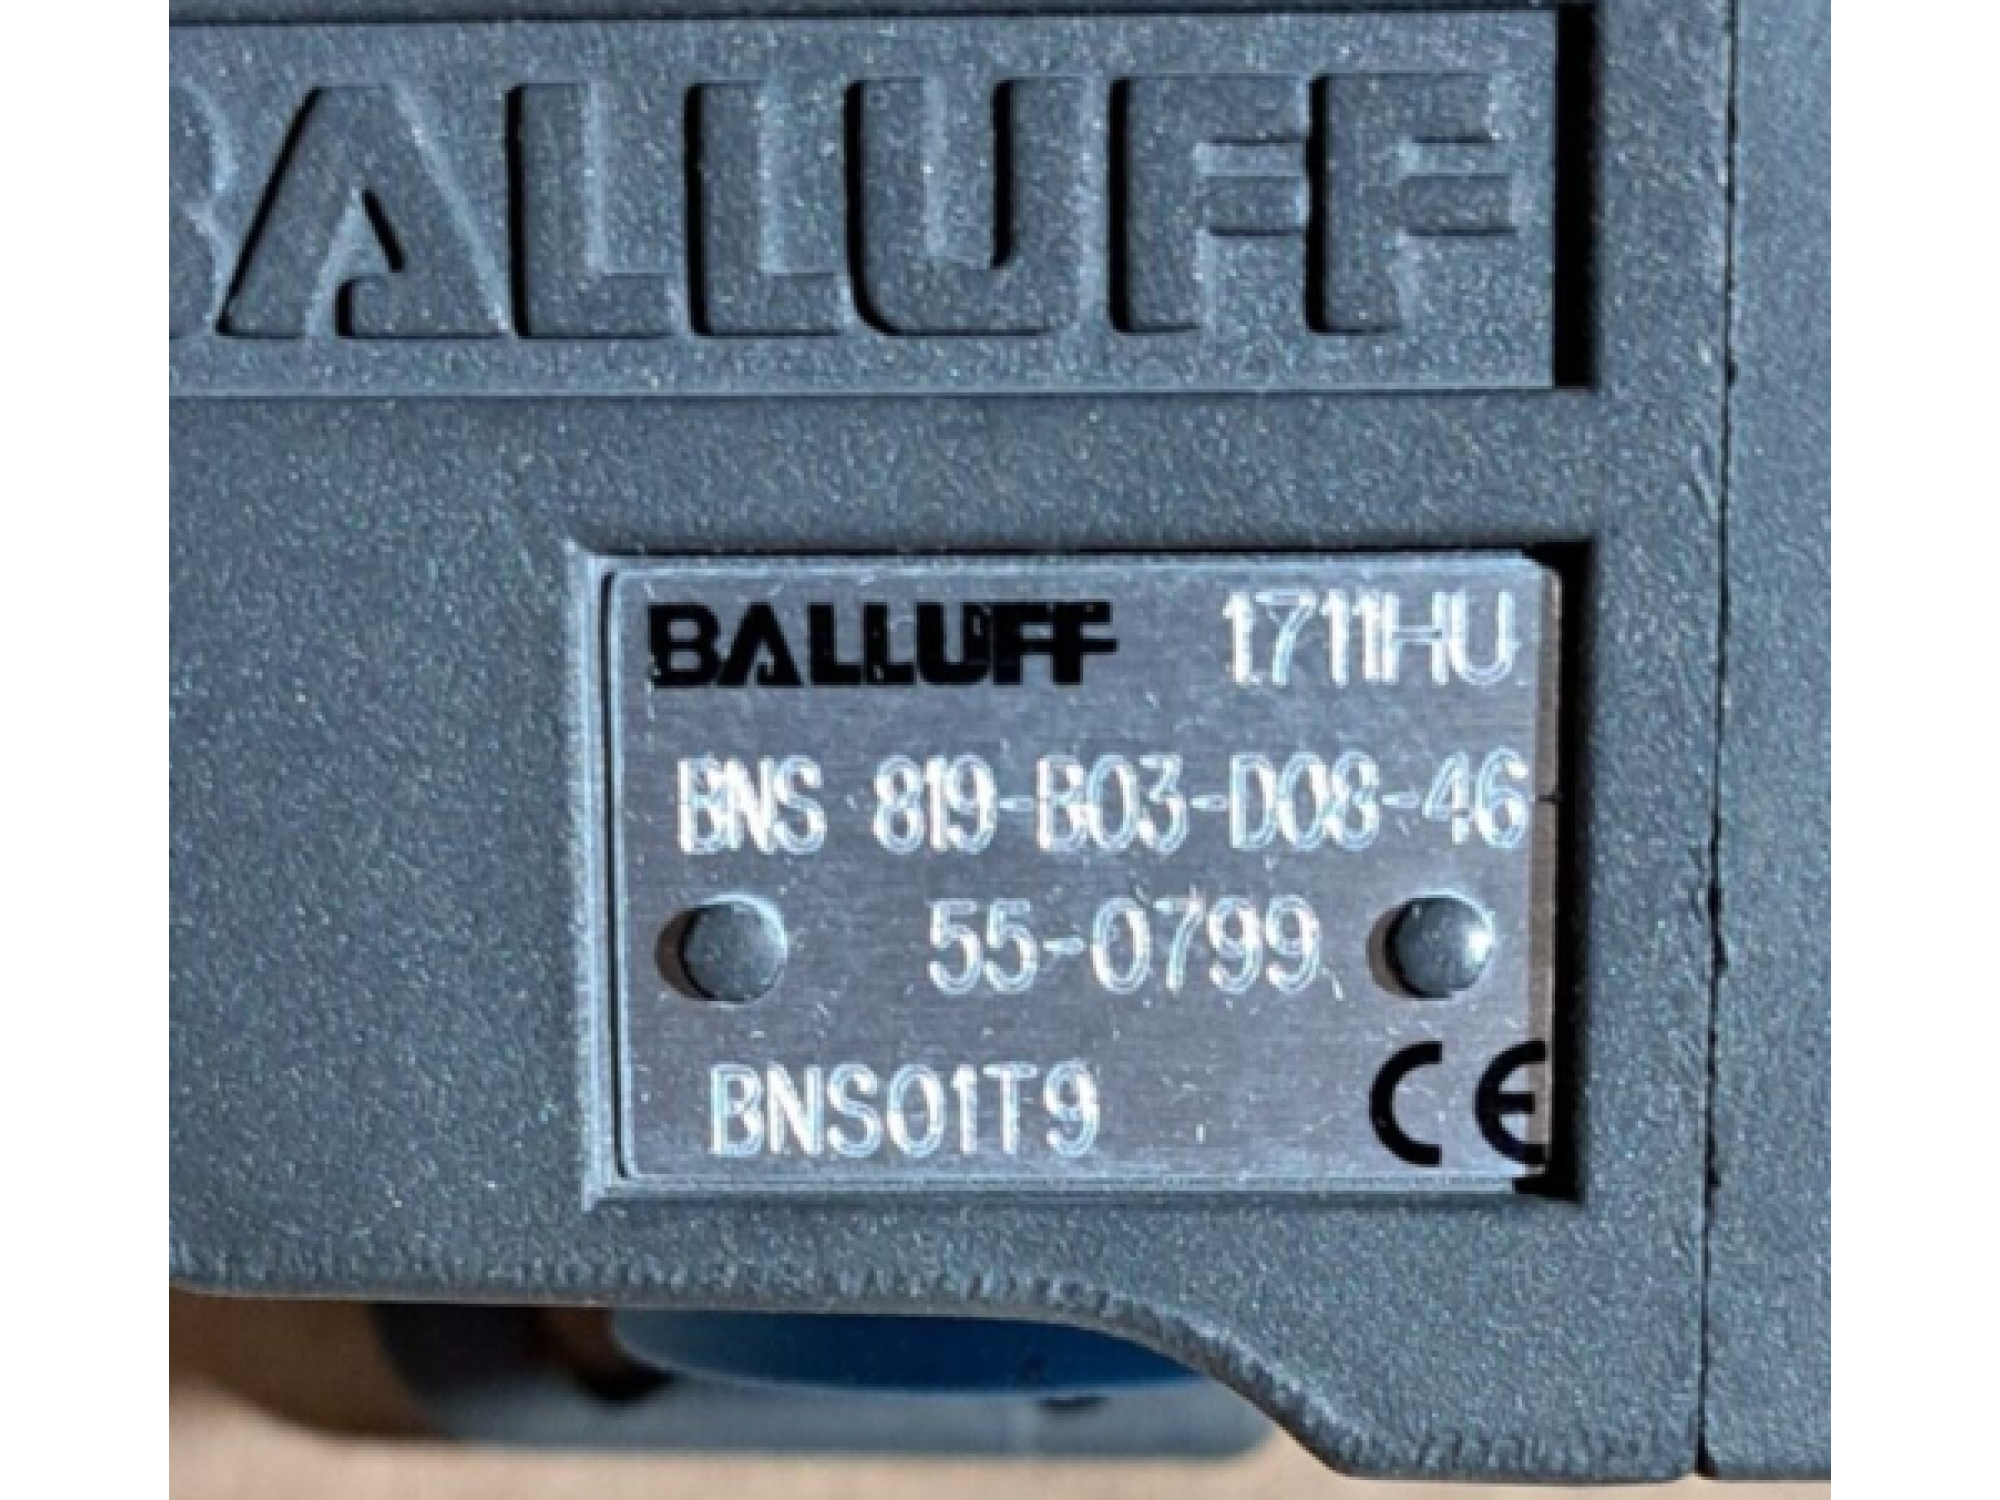 BALLUFF
BALLUFF 1711HU
BNS 819-B03-D08-46
55-0799
BNS01T9 CE